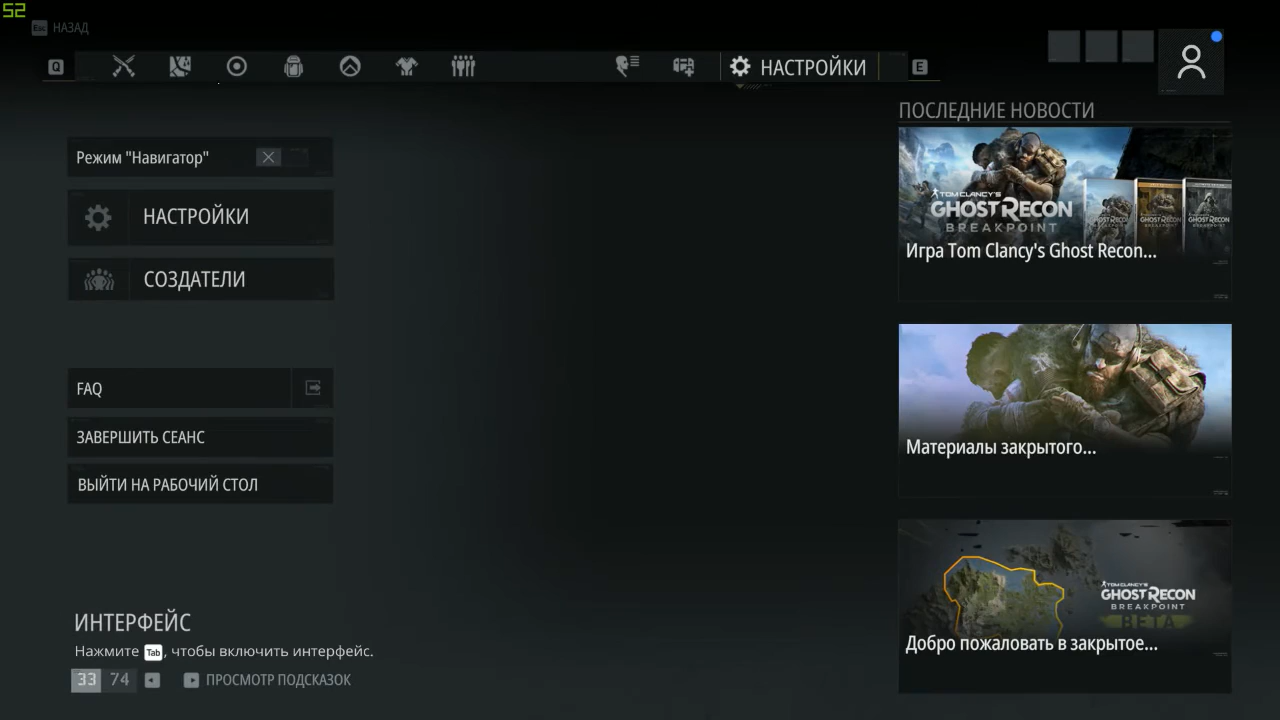 52
Esc НАЗАД
Q
НАСТРОЙКИ
E
ПОСЛЕДНИЕ НОВОСТИ
Режим "Навигатор"
НАСТРОЙКИ
СОЗДАТЕЛИ
FAQ
ЗАВЕРШИТЬ СЕАНС
ВЫЙТИ НА РАБОЧИЙ СТОЛ
ИНТЕРФЕЙС
Нажмите Tab, чтобы включить интерфейс.
33 74 ПРОСМОТР ПОДСКАЗОК
TOM CLANCY'S
GHOST RECON
BREAKPOINT
Игра Tom Clancy's Ghost Recon...
Материалы закрытого...
TOM CLANCY'S
GHOST RECON
BREAKPOINT
BETA
Добро пожаловать в закрытое...